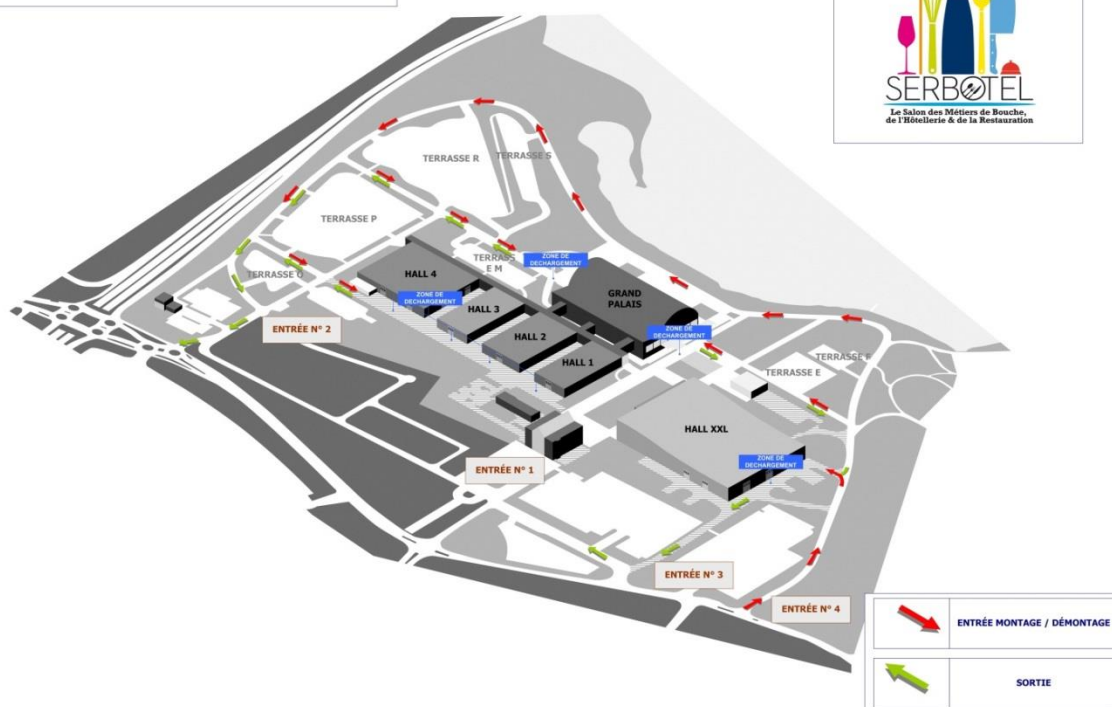 SERBOTEL
Le Salon des Métiers de Bouche,
de l'Hôtellerie & de la Restauration
TERRASSE R
TERRASSE S
TERRASSE P
TERRASSE Q
TERRASS
E M
ZONE DE
DECHARGEMENT
HALL 4
ZONE DE
DECHARGEMENT
HALL 3
HALL 2
HALL 1
GRAND
PALAIS
ZONE DE
DECHARGEMENT
TERRASSE F
TERRASSE E
HALL XXL
ZONE DE
DECHARGEMENT
ENTRÉE N° 2
ENTRÉE N° 1
ENTRÉE N° 3
ENTRÉE N° 4
ENTRÉE MONTAGE / DÉMONTAGE
SORTIE